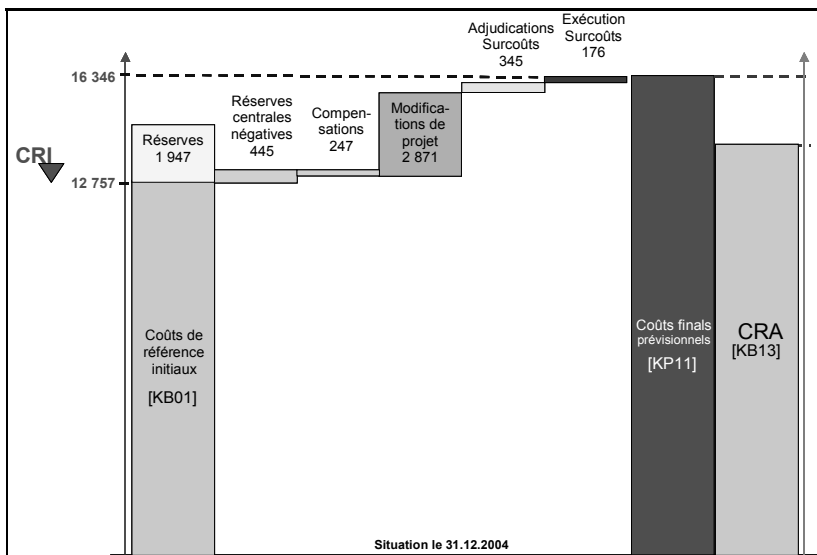 Adjudications
Surcoûts
345
Exécution
Surcoûts
176
16 346
Réserves
centrales
négatives
445
Compen-
sations
247
Modifica-
tions de
projet
2 871
Réserves
1 947
CRI
12 757
Coûts de
référence
initiaux
[KB01]
Coûts finals
prévisionnels
[KP11]
CRA
[KB13]
Situation le 31.12.2004